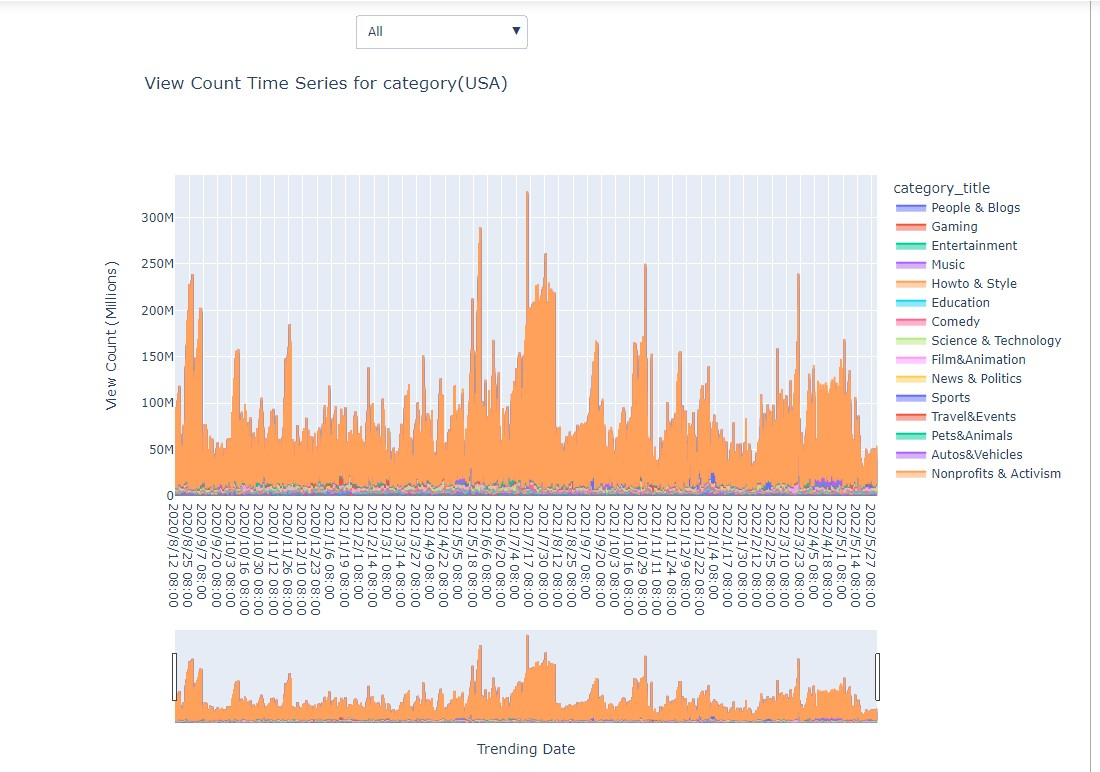 All
View Count Time Series for category(USA)
View Count (Millions)
300M
250M
200M
150M
100M
50M
0
2020/8/12 08:00
2020/8/25 08:00
2020/9/7 08:00
2020/9/20 08:00
2020/10/3 08:00
2020/10/16 08:00
2020/10/30 08:00
2020/11/12 08:00
2020/11/26 08:00
2020/12/10 08:00
2020/12/23 08:00
2021/1/6 08:00
2021/1/19 08:00
2021/2/1 08:00
2021/2/14 08:00
2021/3/1 08:00
2021/3/14 08:00
2021/3/27 08:00
2021/4/9 08:00
2021/4/22 08:00
2021/5/5 08:00
2021/5/18 08:00
2021/6/6 08:00
2021/6/20 08:00
2021/7/4 08:00
2021/7/17 08:00
2021/7/30 08:00
2021/8/12 08:00
2021/8/25 08:00
2021/9/7 08:00
2021/9/20 08:00
2021/10/3 08:00
2021/10/16 08:00
2021/10/29 08:00
2021/11/11 08:00
2021/11/24 08:00
2021/12/9 08:00
2021/12/22 08:00
2022/1/4 08:00
2022/1/17 08:00
2022/1/30 08:00
2022/2/12 08:00
2022/2/25 08:00
2022/3/10 08:00
2022/3/23 08:00
2022/4/5 08:00
2022/4/18 08:00
2022/5/1 08:00
2022/5/14 08:00
2022/5/27 08:00
Trending Date
category_title
People & Blogs
Gaming
Entertainment
Music
Howto & Style
Education
Comedy
Science & Technology
Film&Animation
News & Politics
Sports
Travel&Events
Pets&Animals
Autos&Vehicles
Nonprofits & Activism